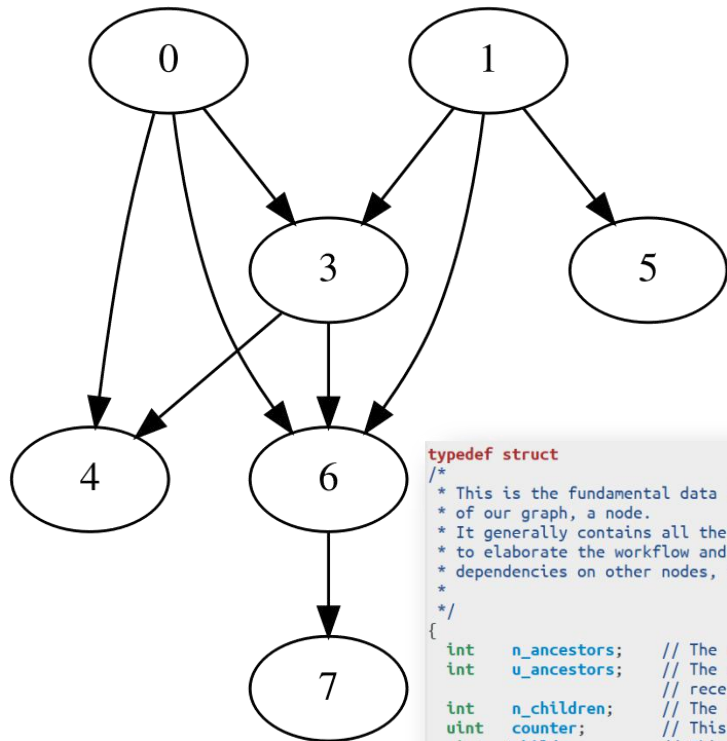 0
1
3
5
4
6
7
typedef struct
/*
* This is the fundamental data
* of our graph, a node.
* It generally contains all the
* to elaborate the workflow and
* dependencies on other nodes,
*
*/
{
int n_ancestors; // The
int u_ancestors; // The
// rece
int n_children; // The
uint counter; // This